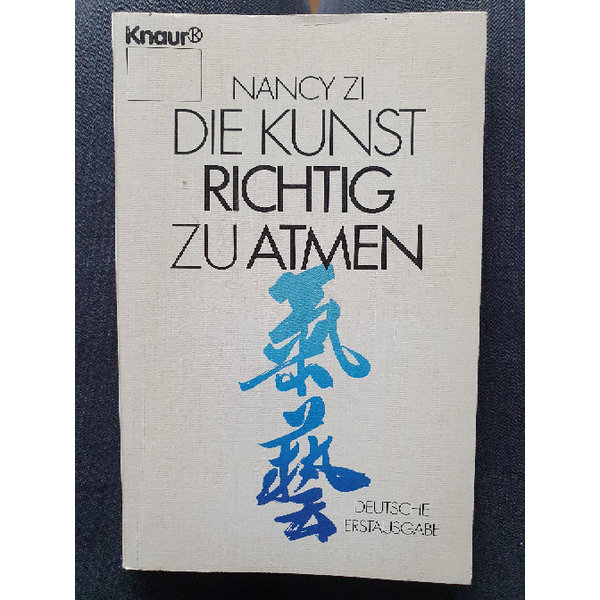 Knaur®
NANCY ZI
DIE KUNST
RICHTIG
ZU ATMEN
氣
藝
DEUTSCHE
ERSTAUSGABE